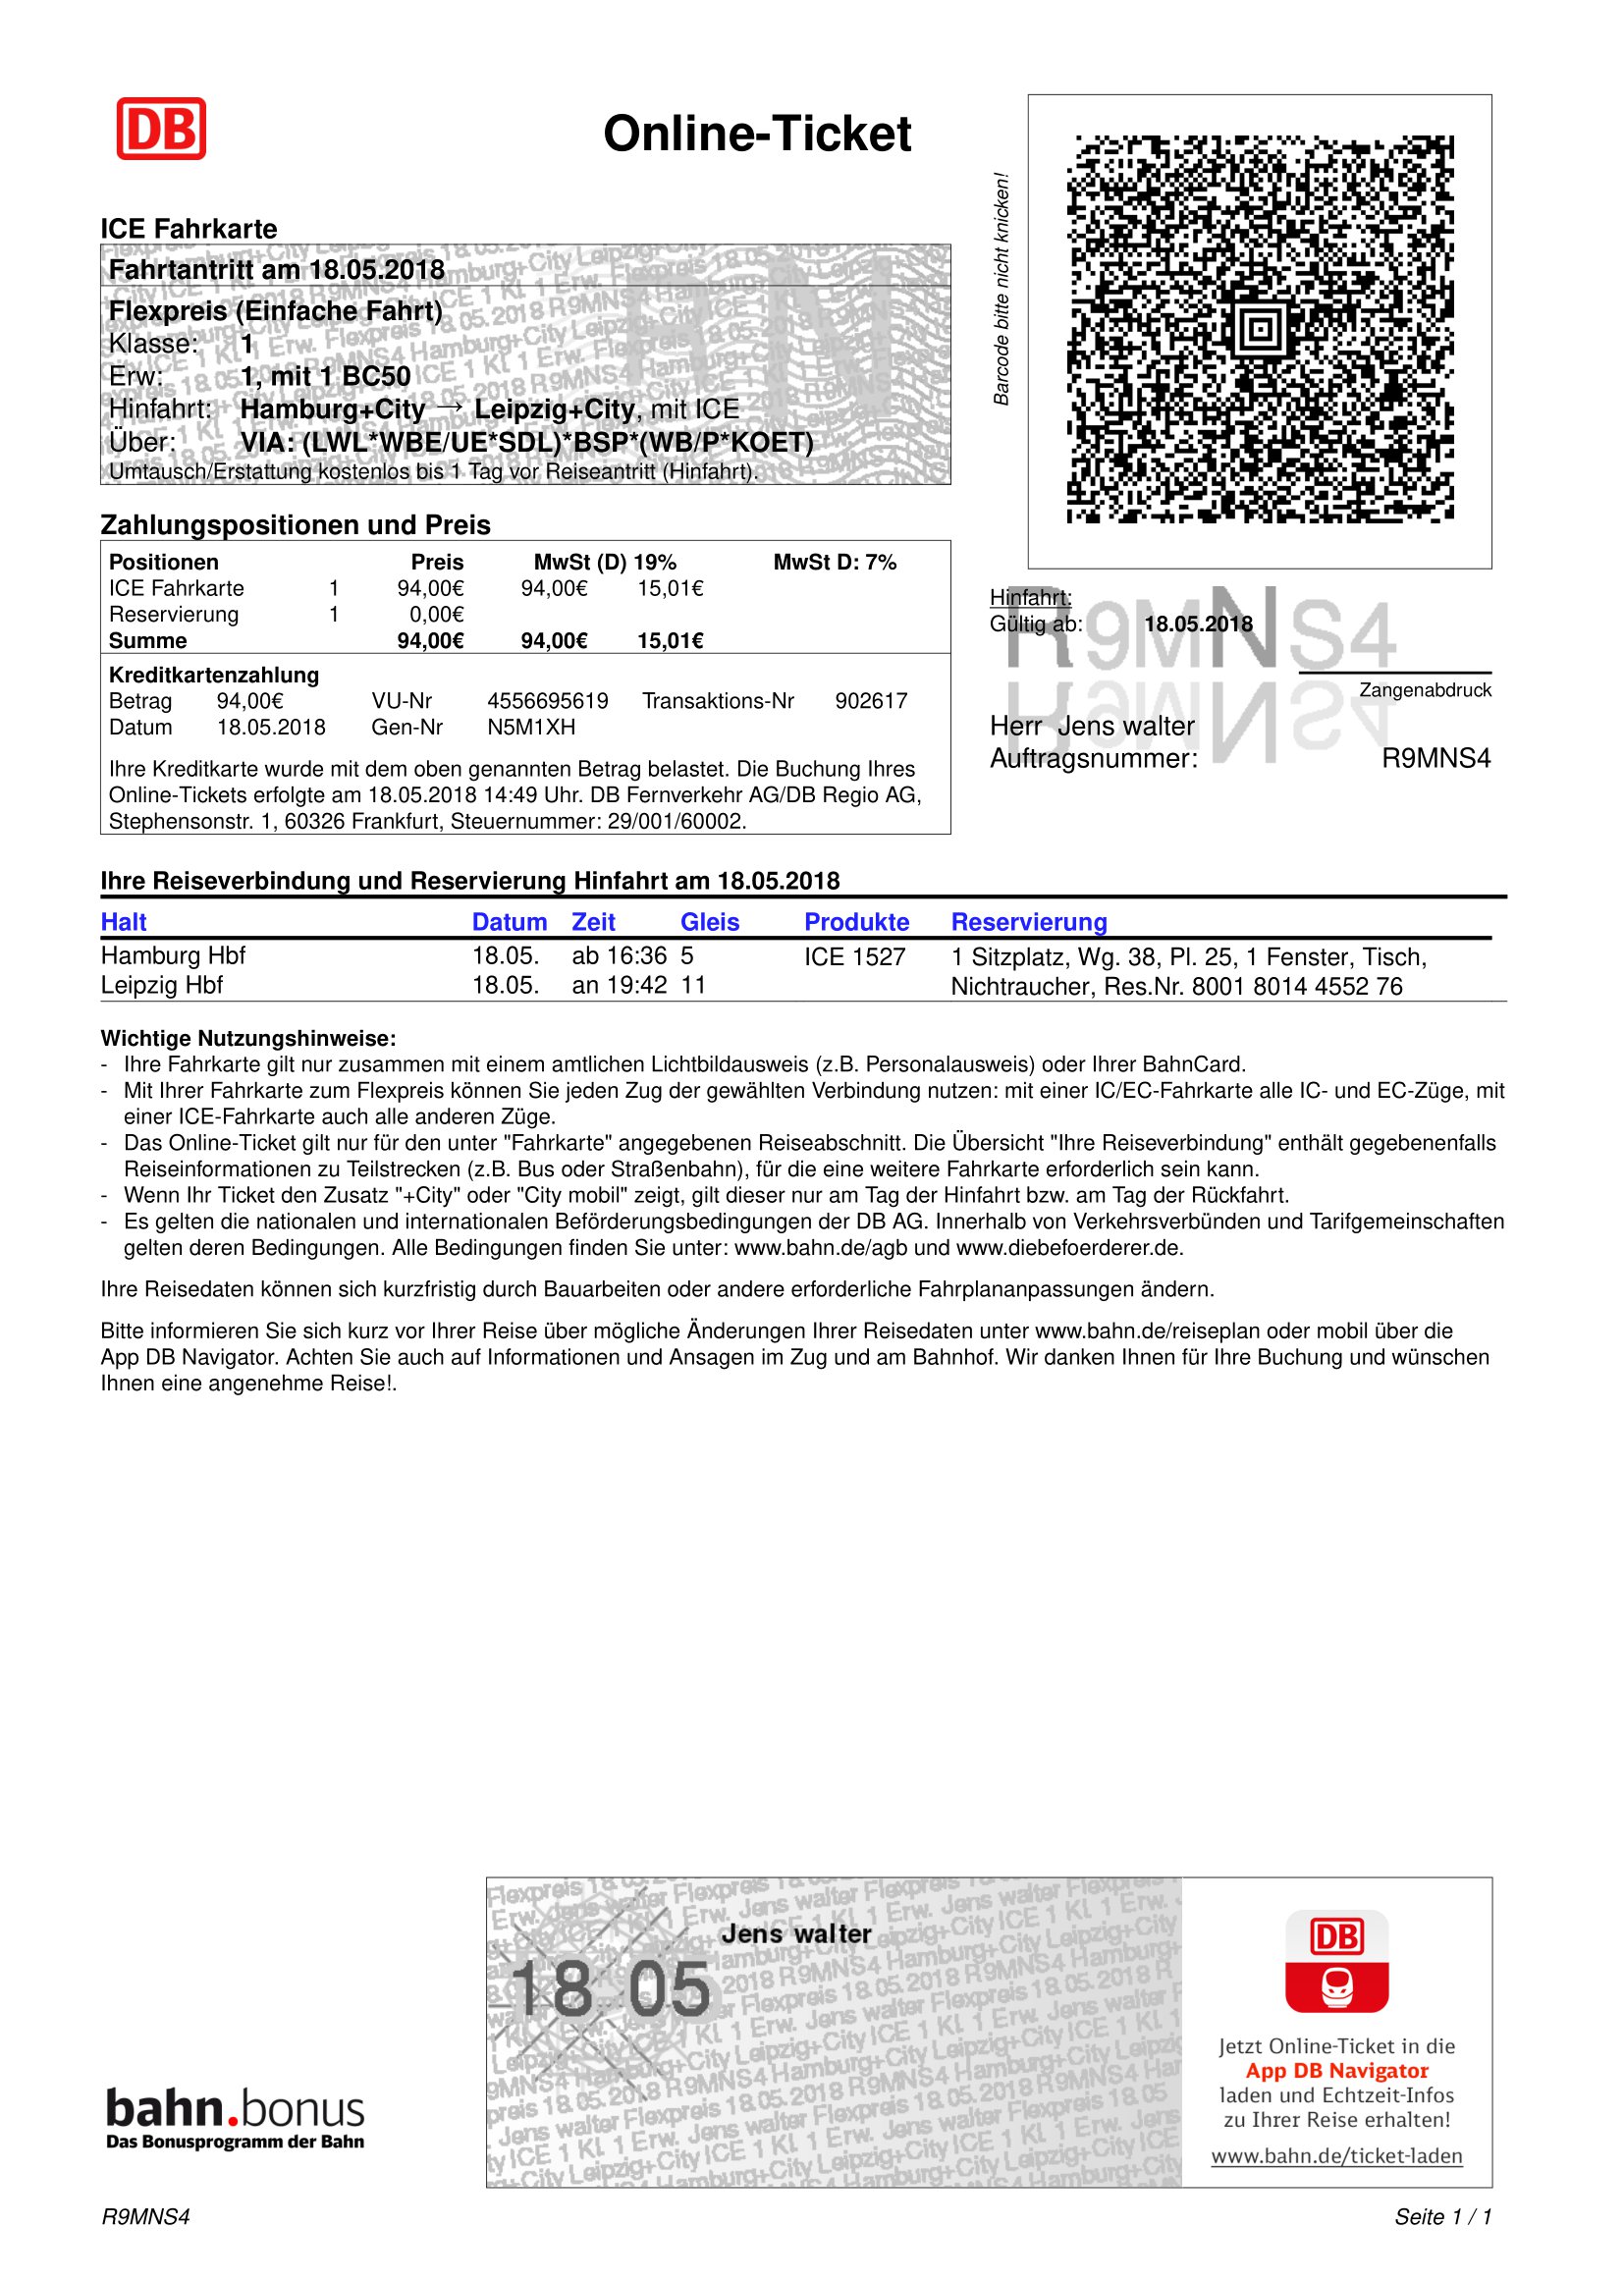 DB
Online-Ticket
Barcode bitte nicht knicken!
ICE Fahrkarte
Fahrtantritt am 18.05.2018
Flexpreis (Einfache Fahrt)
Klasse: 1
Erw: 1, mit 1 BC50
Hinfahrt: Hamburg+City → Leipzig+City, mit ICE
Über: VIA: (LWL*WBE/UE*SDL)*BSP*(WB/P*KOET)
Umtausch/Erstattung kostenlos bis 1 Tag vor Reiseantritt (Hinfahrt).
Zahlungspositionen und Preis
Positionen Preis MwSt (D) 19% MwSt D: 7%
ICE Fahrkarte 1 94,00€ 94,00€ 15,01€
Reservierung 1 0,00€
Summe 94,00€ 94,00€ 15,01€
Kreditkartenzahlung
Betrag 94,00€ VU-Nr 4556695619 Transaktions-Nr 902617
Datum 18.05.2018 Gen-Nr N5M1XH
Ihre Kreditkarte wurde mit dem oben genannten Betrag belastet. Die Buchung Ihres
Online-Tickets erfolgte am 18.05.2018 14:49 Uhr. DB Fernverkehr AG/DB Regio AG,
Stephensonstr. 1, 60326 Frankfurt, Steuernummer: 29/001/60002.
Hinfahrt:
Gültig ab: 18.05.2018
R9MNS4
Zangenabdruck
Herr Jens walter
Auftragsnummer: R9MNS4
Ihre Reiseverbindung und Reservierung Hinfahrt am 18.05.2018
Halt Datum Zeit Gleis Produkte Reservierung
Hamburg Hbf 18.05. ab 16:36 5 ICE 1527 1 Sitzplatz, Wg. 38, Pl. 25, 1 Fenster, Tisch,
Leipzig Hbf 18.05. an 19:42 11 Nichtraucher, Res.Nr. 8001 8014 4552 76
Wichtige Nutzungshinweise:
- Ihre Fahrkarte gilt nur zusammen mit einem amtlichen Lichtbildausweis (z.B. Personalausweis) oder Ihrer BahnCard.
- Mit Ihrer Fahrkarte zum Flexpreis können Sie jeden Zug der gewählten Verbindung nutzen: mit einer IC/EC-Fahrkarte alle IC- und EC-Züge, mit
einer ICE-Fahrkarte auch alle anderen Züge.
- Das Online-Ticket gilt nur für den unter "Fahrkarte" angegebenen Reiseabschnitt. Die Übersicht "Ihre Reiseverbindung" enthält gegebenenfalls
Reiseinformationen zu Teilstrecken (z.B. Bus oder Straßenbahn), für die eine weitere Fahrkarte erforderlich sein kann.
- Wenn Ihr Ticket den Zusatz "+City" oder "City mobil" zeigt, gilt dieser nur am Tag der Hinfahrt bzw. am Tag der Rückfahrt.
- Es gelten die nationalen und internationalen Beförderungsbedingungen der DB AG. Innerhalb von Verkehrsverbünden und Tarifgemeinschaften
gelten deren Bedingungen. Alle Bedingungen finden Sie unter: www.bahn.de/agb und www.diebefoerderer.de.
Ihre Reisedaten können sich kurzfristig durch Bauarbeiten oder andere erforderliche Fahrplananpassungen ändern.
Bitte informieren Sie sich kurz vor Ihrer Reise über mögliche Änderungen Ihrer Reisedaten unter www.bahn.de/reiseplan oder mobil über die
App DB Navigator. Achten Sie auch auf Informationen und Ansagen im Zug und am Bahnhof. Wir danken Ihnen für Ihre Buchung und wünschen
Ihnen eine angenehme Reise!.
Jens walter
18 05
DB
Jetzt Online-Ticket in die
App DB Navigator
laden und Echtzeit-Infos
zu Ihrer Reise erhalten!
www.bahn.de/ticket-laden
bahn.bonus
Das Bonusprogramm der Bahn
R9MNS4 Seite 1 / 1